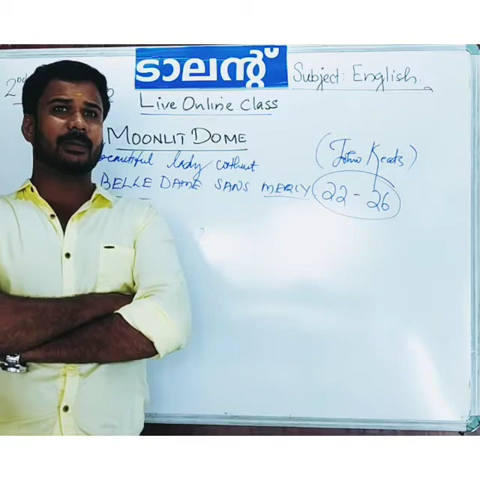 ടാലന്റ്
Subject: English
2nd
Live Online Class
MOONLIT DOME
beautiful lady without
(John Keats)
BELLE DAME SANS MERCY
22-26